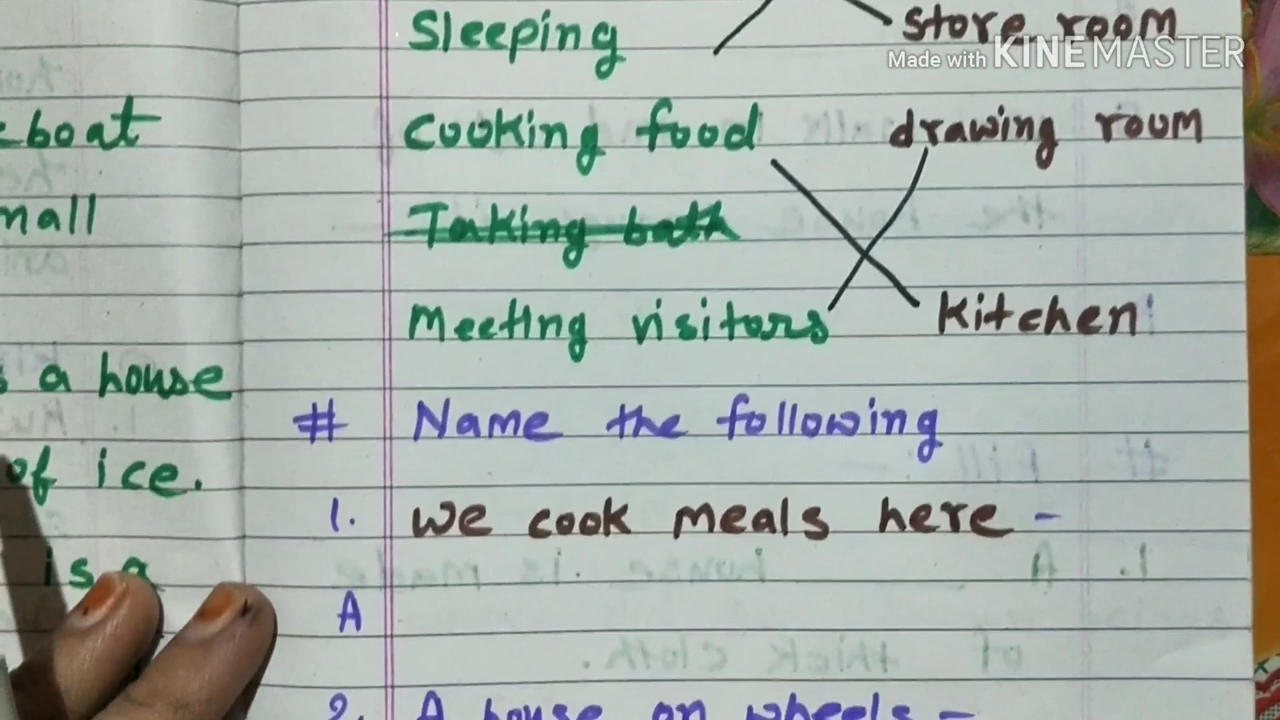 boat
mall
a house
of ice.
is a
Sleeping
Store room
Made with KINEMASTER
Cooking food
drawing room
Taking bath
Meeting visitors
Kitchen
# Name the following
1. We cook meals here -
A
2. A house on wheels -